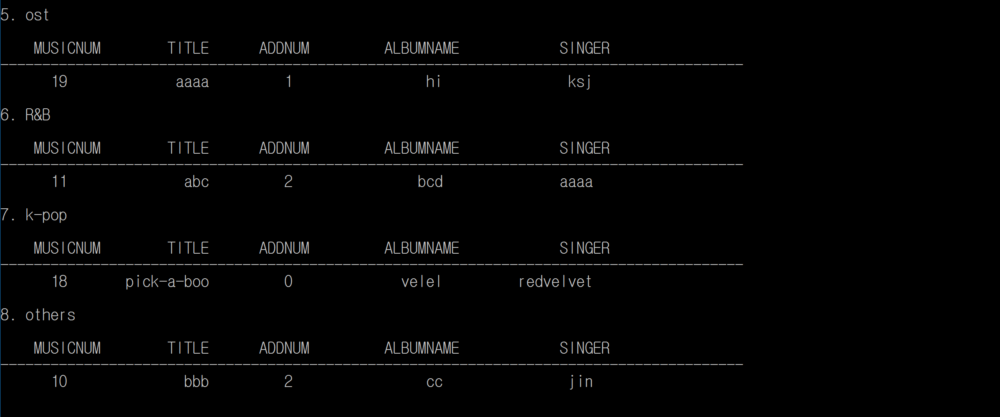 5. ost
MUSICNUM TITLE ADDNUM ALBUMNAME SINGER
-----------------------------------------------------------------------------------------
19 aaaa 1 hi ksj
6. R&B
MUSICNUM TITLE ADDNUM ALBUMNAME SINGER
-----------------------------------------------------------------------------------------
11 abc 2 bcd aaaa
7. k-pop
MUSICNUM TITLE ADDNUM ALBUMNAME SINGER
-----------------------------------------------------------------------------------------
18 pick-a-boo 0 velel redvelvet
8. others
MUSICNUM TITLE ADDNUM ALBUMNAME SINGER
-----------------------------------------------------------------------------------------
10 bbb 2 cc jin